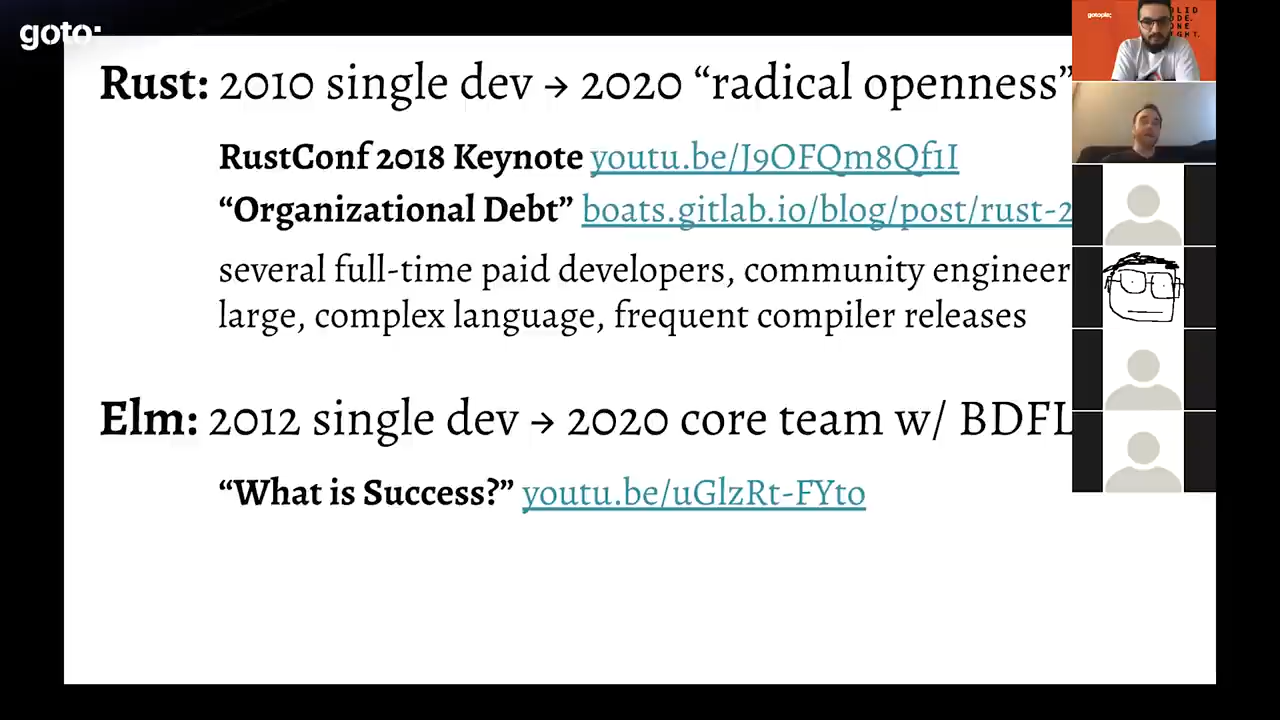 goto;
Rust: 2010 single dev → 2020 “radical openness”
RustConf 2018 Keynote youtu.be/J9OFQm8Qf1I
“Organizational Debt” boats.gitlab.io/blog/post/rust-2
several full-time paid developers, community engineer
large, complex language, frequent compiler releases
Elm: 2012 single dev → 2020 core team w/ BDFL
“What is Success?” youtu.be/uGlzRt-FYto
gotopia;